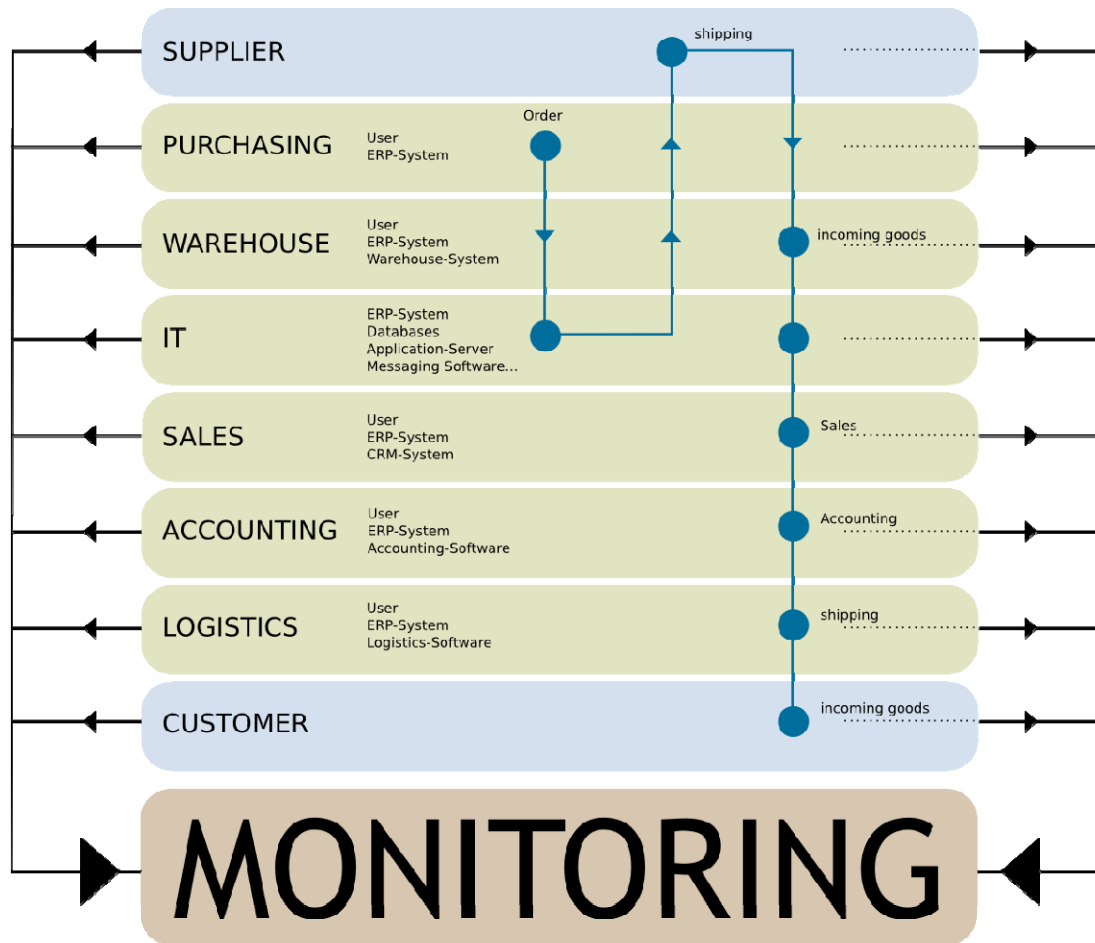 SUPPLIER
shipping
PURCHASING
User
ERP-System
Order
WAREHOUSE
User
ERP-System
Warehouse-System
incoming goods
IT
ERP-System
Databases
Application-Server
Messaging Software...
SALES
User
ERP-System
CRM-System
Sales
ACCOUNTING
User
ERP-System
Accounting-Software
Accounting
LOGISTICS
User
ERP-System
Logistics-Software
shipping
CUSTOMER
incoming goods
MONITORING